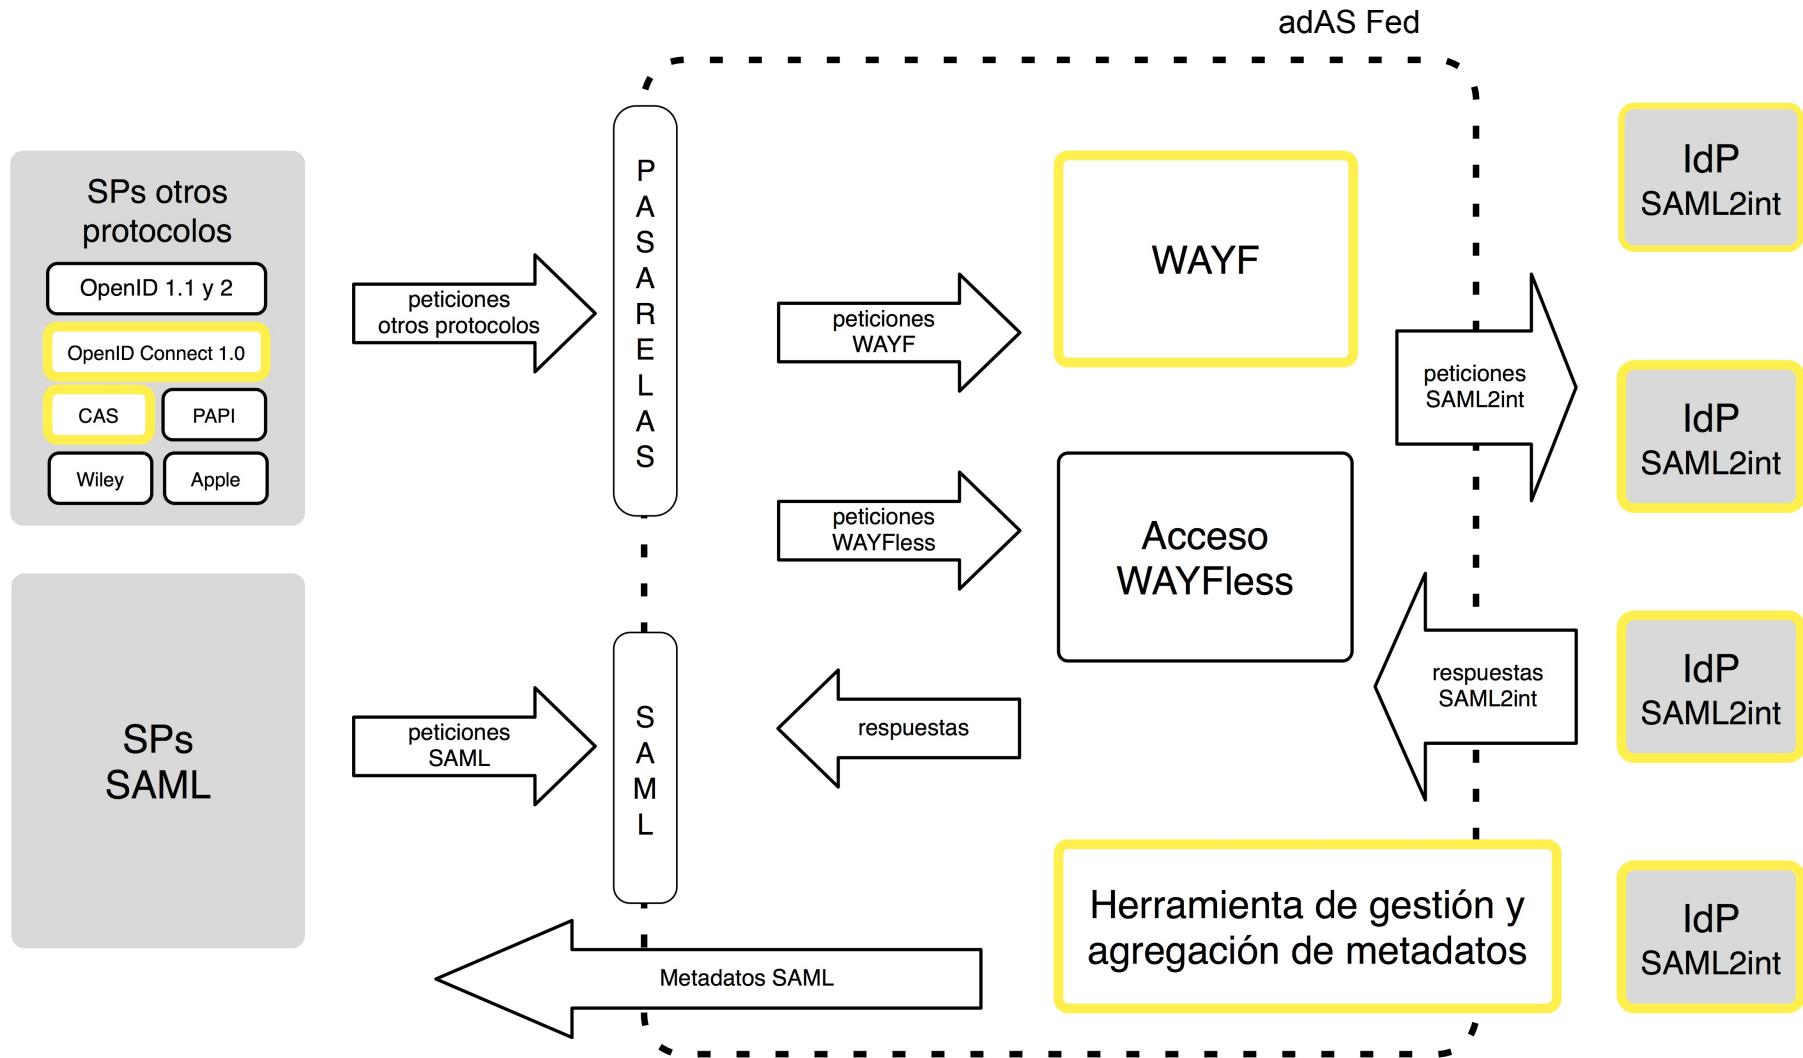 adAS Fed
SPs otros
protocolos
OpenID 1.1 y 2
OpenID Connect 1.0
CAS
PAPI
Wiley
Apple
SPs
SAML
peticiones
otros protocolos
peticiones
SAML
P
A
S
A
R
E
L
A
S
S
A
M
L
peticiones
WAYF
peticiones
WAYFless
respuestas
Metadatos SAML
WAYF
Acceso
WAYFless
Herramienta de gestión y
agregación de metadatos
peticiones
SAML2int
respuestas
SAML2int
IdP
SAML2int
IdP
SAML2int
IdP
SAML2int
IdP
SAML2int